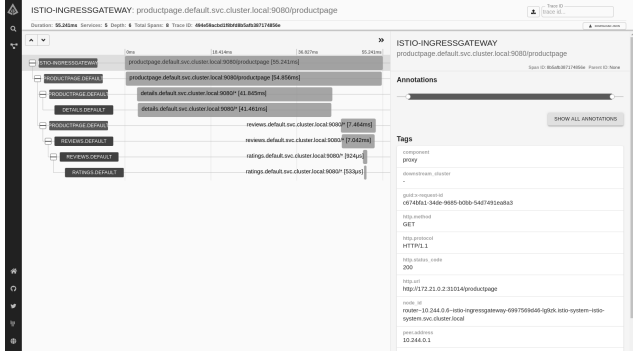 ISTIO-INGRESSGATEWAY: productpage.default.svc.cluster.local:9080/productpage
Trace ID
trace id...
Duration: 55.241ms Services: 5 Depth: 6 Total Spans: 8
0ms 18.414ms 36.827ms 55.241ms
ISTIO-INGRESSGATEWAY productpage.default.svc.cluster.local:9080/productpage [55.241ms]
PRODUCTPAGE.DEFAULT productpage.default.svc.cluster.local:9080/productpage [54.856ms]
PRODUCTPAGE.DEFAULT details.default.svc.cluster.local:9080/* [41.845ms]
DETAILS.DEFAULT details.default.svc.cluster.local:9080/* [41.461ms]
PRODUCTPAGE.DEFAULT reviews.default.svc.cluster.local:9080/* [7.464ms]
REVIEWS.DEFAULT reviews.default.svc.cluster.local:9080/* [7.042ms]
REVIEWS.DEFAULT ratings.default.svc.cluster.local:9080/* [924µs]
RATINGS.DEFAULT ratings.default.svc.cluster.local:9080/* [533µs]
ISTIO-INGRESSGATEWAY
productpage.default.svc.cluster.local:9080/productpage
Parent ID: None
Annotations
SHOW ALL ANNOTATIONS
Tags
component
proxy
downstream_cluster
-
guid:x-request-id
c674bfa1-34de-9685-b0bb-54d7491ea8a3
http.method
GET
http.protocol
HTTP/1.1
http.status_code
200
http.url
http://172.21.0.2:31014/productpage
node_id
router~10.244.0.6~istio-ingressgateway-6997569d46-lg9zk.istio-system~istio-
system.svc.cluster.local
peer.address
10.244.0.1